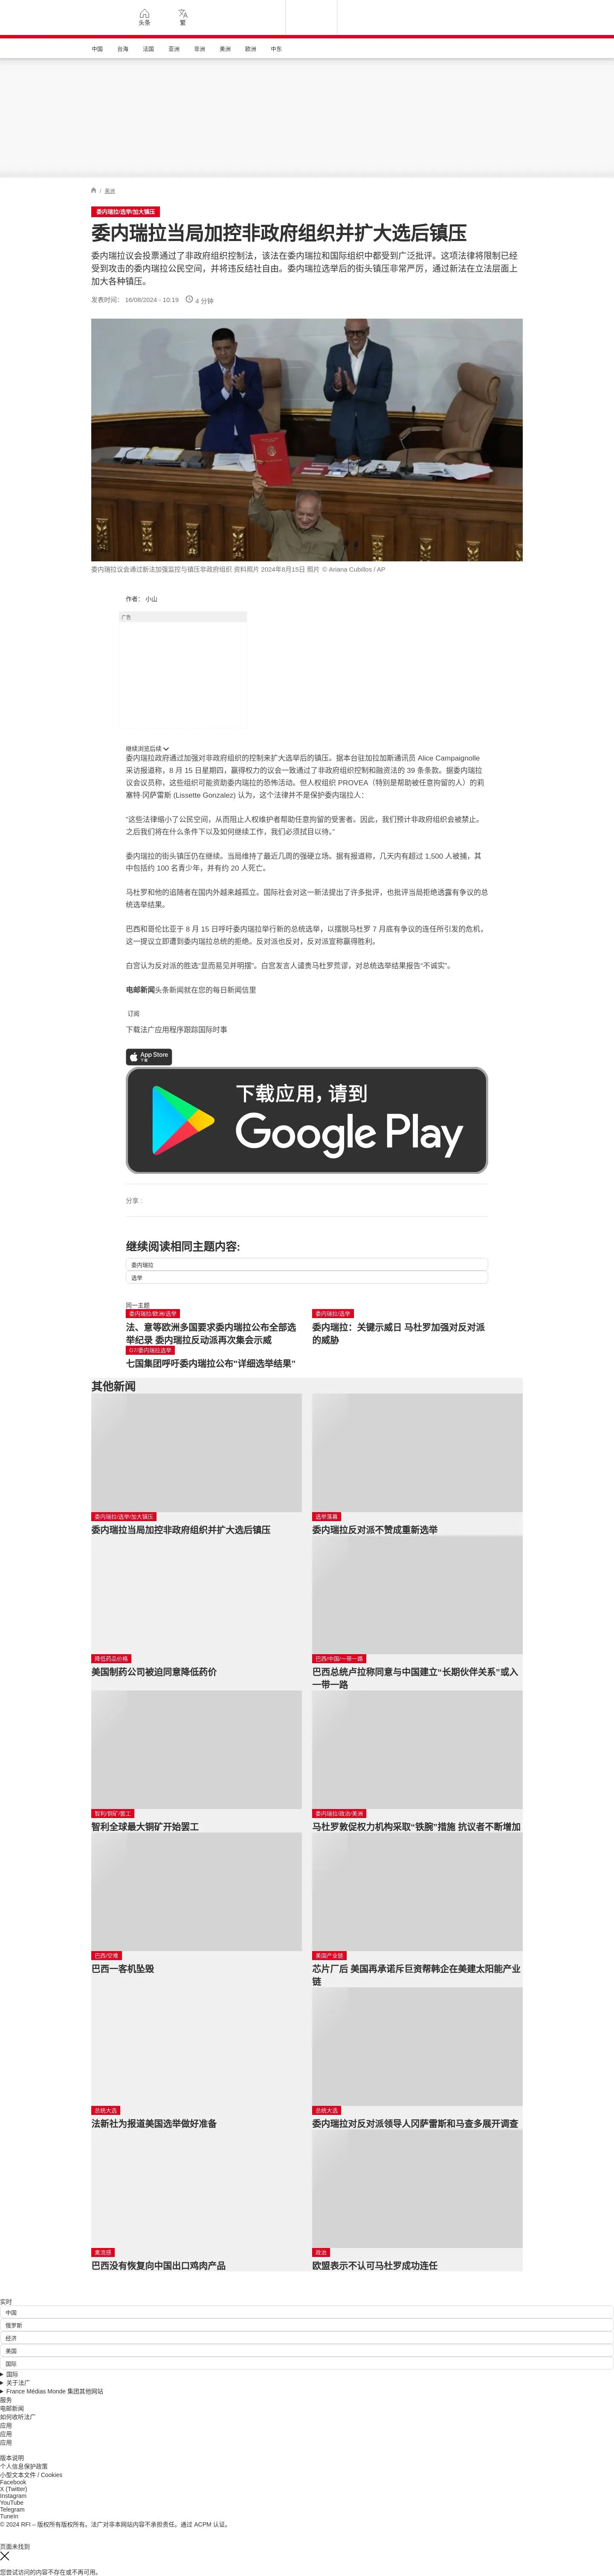 头条
繁
中国
台海
法国
亚洲
非洲
美洲
欧洲
中东
/ 美洲
委内瑞拉/选举/加大镇压
委内瑞拉当局加控非政府组织并扩大选后镇压
委内瑞拉议会投票通过了非政府组织控制法，该法在委内瑞拉和国际组织中都受到广泛批评。这项法律将限制已经
受到攻击的委内瑞拉公民空间，并将违反结社自由。委内瑞拉选举后的街头镇压非常严厉，通过新法在立法层面上
加大各种镇压。
发表时间： 16/08/2024 - 10:19
4 分钟
委内瑞拉议会通过新法加强监控与镇压非政府组织 资料照片 2024年8月15日 照片 © Ariana Cubillos / AP
作者： 小山
广告
继续浏览后续
委内瑞拉政府通过加强对非政府组织的控制来扩大选举后的镇压。据本台驻加拉加斯通讯员 Alice Campaignolle
采访报道称，8 月 15 日星期四，赢得权力的议会一致通过了非政府组织控制和融资法的 39 条条款。据委内瑞拉
议会议员称，这些组织可能资助委内瑞拉的恐怖活动。但人权组织 PROVEA（特别是帮助被任意拘留的人）的莉
塞特·冈萨雷斯 (Lissette Gonzalez) 认为，这个法律并不是保护委内瑞拉人：
“这些法律缩小了公民空间，从而阻止人权维护者帮助任意拘留的受害者。因此，我们预计非政府组织会被禁止。
之后我们将在什么条件下以及如何继续工作，我们必须拭目以待。”
委内瑞拉的街头镇压仍在继续。当局维持了最近几周的强硬立场。据有报道称，几天内有超过 1,500 人被捕，其
中包括约 100 名青少年，并有约 20 人死亡。
马杜罗和他的追随者在国内外越来越孤立。国际社会对这一新法提出了许多批评，也批评当局拒绝透露有争议的总
统选举结果。
巴西和哥伦比亚于 8 月 15 日呼吁委内瑞拉举行新的总统选举，以摆脱马杜罗 7 月底有争议的连任所引发的危机，
这一提议立即遭到委内瑞拉总统的拒绝。反对派也反对，反对派宣称赢得胜利。
白宫认为反对派的胜选“显而易见并明摆”。白宫发言人谴责马杜罗荒谬，对总统选举结果报告“不诚实”。
电邮新闻头条新闻就在您的每日新闻信里
订阅
下载法广应用程序跟踪国际时事
App Store
下载
下载应用，请到
Google Play
分享 :
继续阅读相同主题内容:
委内瑞拉
选举
同一主题
委内瑞拉/欧洲/选举
法、意等欧洲多国要求委内瑞拉公布全部选
举纪录 委内瑞拉反动派再次集会示威
委内瑞拉/选举
委内瑞拉：关键示威日 马杜罗加强对反对派
的威胁
G7/委内瑞拉选举
七国集团呼吁委内瑞拉公布“详细选举结果”
其他新闻
委内瑞拉/选举/加大镇压
委内瑞拉当局加控非政府组织并扩大选后镇压
选举落幕
委内瑞拉反对派不赞成重新选举
降低药品价格
美国制药公司被迫同意降低药价
巴西/中国/一带一路
巴西总统卢拉称同意与中国建立“长期伙伴关系”或入
一带一路
智利/铜矿/罢工
智利全球最大铜矿开始罢工
委内瑞拉/政治/美洲
马杜罗敦促权力机构采取“铁腕”措施 抗议者不断增加
巴西/空难
巴西一客机坠毁
美国产业链
芯片厂后 美国再承诺斥巨资帮韩企在美建太阳能产业
链
总统大选
法新社为报道美国选举做好准备
总统大选
委内瑞拉对反对派领导人冈萨雷斯和马查多展开调查
禽流感
巴西没有恢复向中国出口鸡肉产品
政治
欧盟表示不认可马杜罗成功连任
实时
中国
俄罗斯
经济
美国
国际
国际
关于法广
France Médias Monde 集团其他网站
服务
电邮新闻
如何收听法广
应用
应用
应用
版本说明
个人信息保护政策
小型文本文件 / Cookies
Facebook
X (Twitter)
Instagram
YouTube
Telegram
TuneIn
© 2024 RFI – 版权所有版权所有。法广对非本网站内容不承担责任。通过 ACPM 认证。
页面未找到
您尝试访问的内容不存在或不再可用。